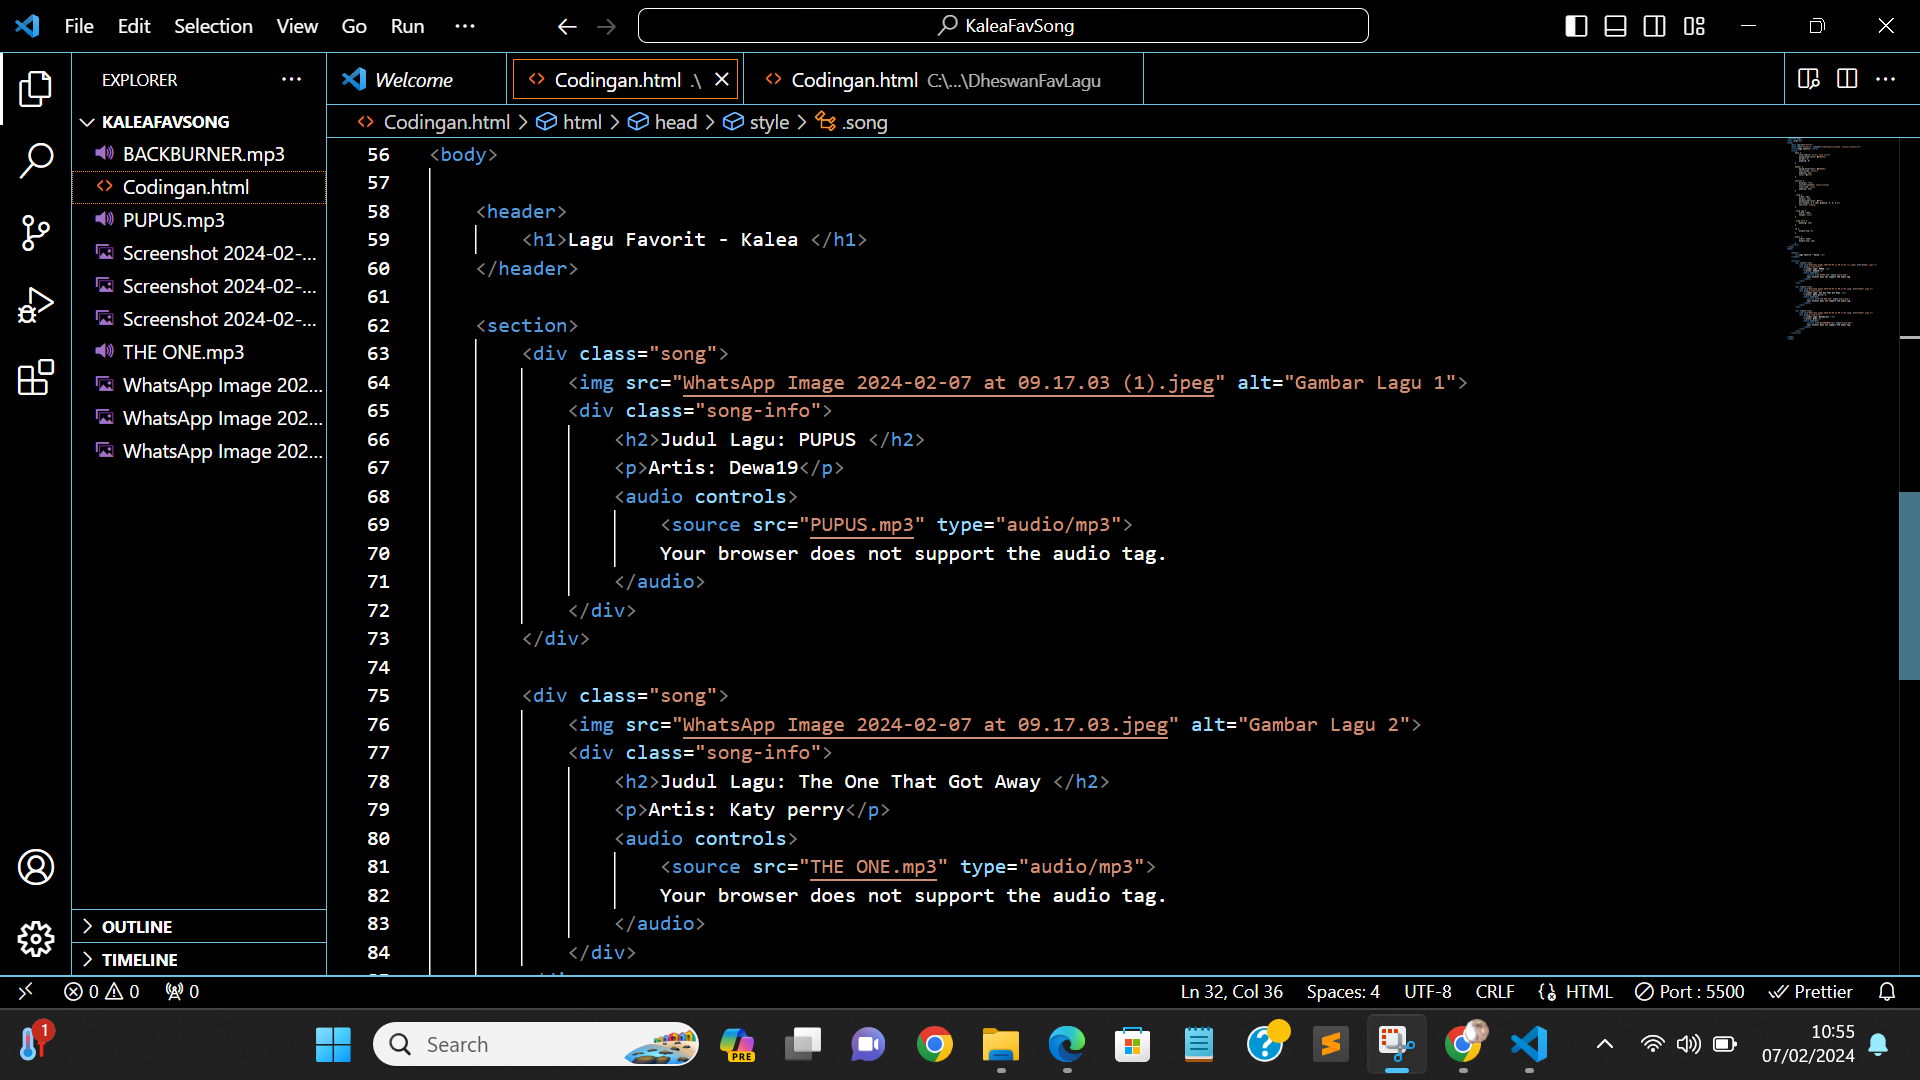 File Edit Selection View Go Run ··· KaleaFavSong
EXPLORER ···
Welcome
Codingan.html .\
Codingan.html C:\...\DheswanFavLagu
Codingan.html > html > head > style > .song
KALEAFAVSONG
BACKBURNER.mp3
Codingan.html
PUPUS.mp3
Screenshot 2024-02-...
Screenshot 2024-02-...
Screenshot 2024-02-...
THE ONE.mp3
WhatsApp Image 202...
WhatsApp Image 202...
WhatsApp Image 202...
OUTLINE
TIMELINE
56 <body>
57
58 <header>
59 <h1>Lagu Favorit - Kalea </h1>
60 </header>
61
62 <section>
63 <div class="song">
64 <img src="WhatsApp Image 2024-02-07 at 09.17.03 (1).jpeg" alt="Gambar Lagu 1">
65 <div class="song-info">
66 <h2>Judul Lagu: PUPUS </h2>
67 <p>Artis: Dewa19</p>
68 <audio controls>
69 <source src="PUPUS.mp3" type="audio/mp3">
70 Your browser does not support the audio tag.
71 </audio>
72 </div>
73 </div>
74
75 <div class="song">
76 <img src="WhatsApp Image 2024-02-07 at 09.17.03.jpeg" alt="Gambar Lagu 2">
77 <div class="song-info">
78 <h2>Judul Lagu: The One That Got Away </h2>
79 <p>Artis: Katy perry</p>
80 <audio controls>
81 <source src="THE ONE.mp3" type="audio/mp3">
82 Your browser does not support the audio tag.
83 </audio>
84 </div>
0 0 0 Ln 32, Col 36 Spaces: 4 UTF-8 CRLF HTML Port : 5500 Prettier
1 Search PRE 10:55
07/02/2024